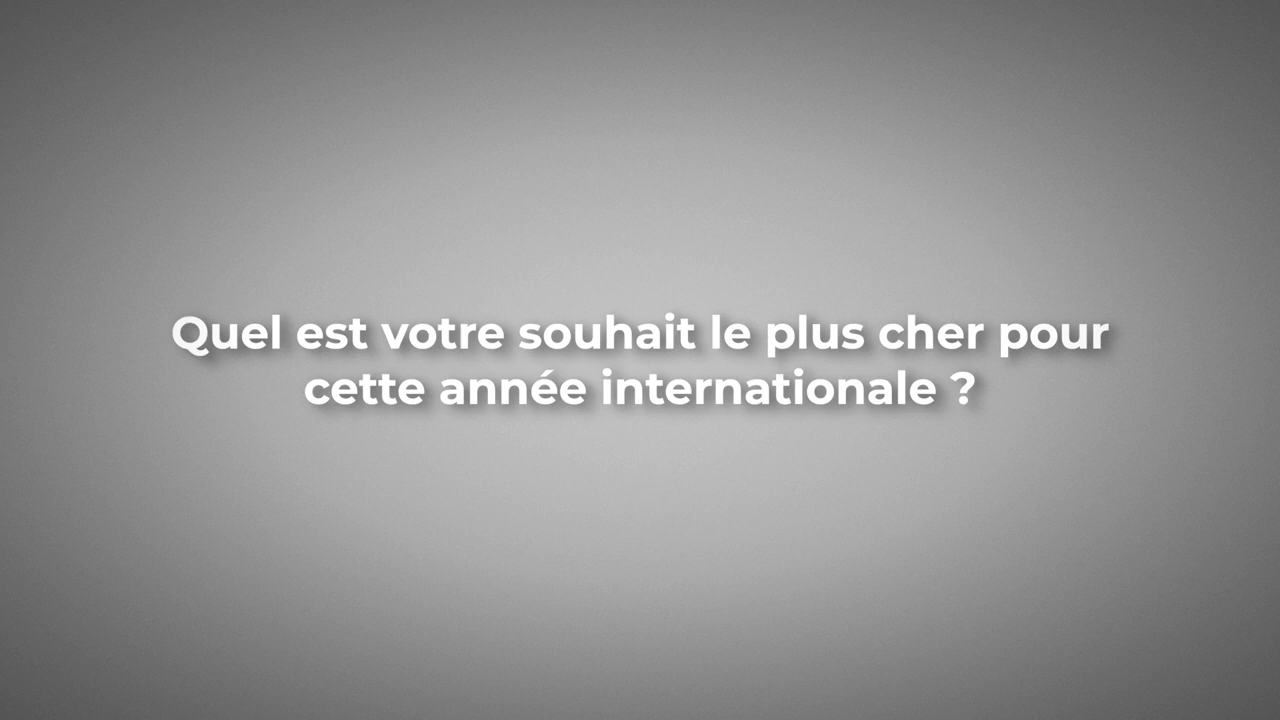 Quel est votre souhait le plus cher pour
cette année internationale ?